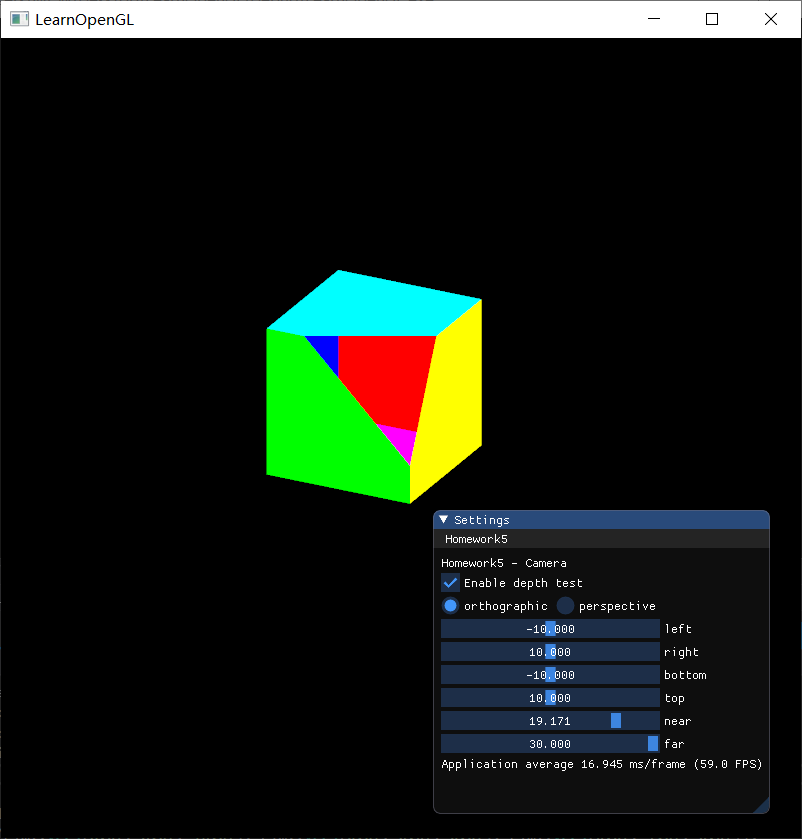 LearnOpenGL
Settings
Homework5
Homework5 - Camera
Enable depth test
orthographic perspective
-10.000 left
10.000 right
-10.000 bottom
10.000 top
19.171 near
30.000 far
Application average 16.945 ms/frame (59.0 FPS)